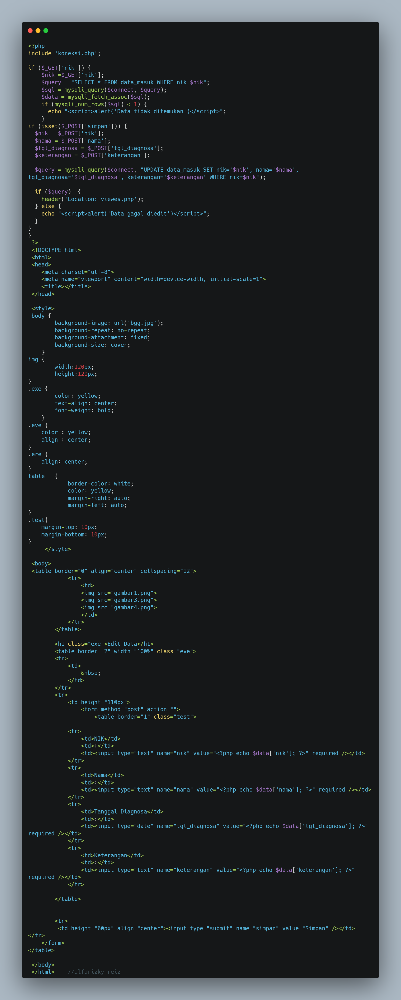 <?php
include 'koneksi.php';

if ($_GET['nik']) {
    $nik =$_GET['nik'];
    $query = "SELECT * FROM data_masuk WHERE nik=$nik";
    $sql = mysqli_query($connect, $query);
    $data = mysqli_fetch_assoc($sql);
    if (mysqli_num_rows($sql) < 1) {
      echo "<script>alert('Data tidak ditemukan')</script>";
    }
if (isset($_POST['simpan'])) {
  $nik = $_POST['nik'];
  $nama = $_POST['nama'];
  $tgl_diagnosa = $_POST['tgl_diagnosa'];
  $keterangan = $_POST['keterangan'];

  $query = mysqli_query($connect, "UPDATE data_masuk SET nik='$nik', nama='$nama',
tgl_diagnosa='$tgl_diagnosa', keterangan='$keterangan' WHERE nik=$nik");

  if ($query)  {
    header('Location: viewes.php');
  } else {
    echo "<script>alert('Data gagal diedit')</script>";
  }
}
}
 ?>
 <!DOCTYPE html>
 <html>
 <head>
    <meta charset="utf-8">
    <meta name="viewport" content="width=device-width, initial-scale=1">
    <title></title>
 </head>

 <style>
 body {
        background-image: url('bgg.jpg');
        background-repeat: no-repeat;
        background-attachment: fixed;
        background-size: cover;
    }
img {
        width:120px;
        height:120px;
}
.exe {
        color: yellow;
        text-align: center;
        font-weight: bold;
    }
.eve {
    color : yellow;
    align : center;
}
.ere {
    align: center;
}
table   {
            border-color: white;
            color: yellow;
            margin-right: auto;
            margin-left: auto;
}
.test{
    margin-top: 10px;
    margin-bottom: 10px;
}
     </style>

 <body>
 <table border="0" align="center" cellspacing="12">
            <tr>
                <td>
                <img src="gambar1.png">
                <img src="gambar3.png">
                <img src="gambar4.png">
                </td>
            </tr>
        </table>

        <h1 class="exe">Edit Data</h1>
        <table border="2" width="100%" class="eve">
        <tr>
            <td>
                &nbsp;
            </td>
        </tr>
        <tr>
            <td height="110px">
                <form method="post" action="">
                    <table border="1" class="test">

            <tr>
                <td>NIK</td>
                <td>:</td>
                <td><input type="text" name="nik" value="<?php echo $data['nik']; ?>" required /></td>
            </tr>
            <tr>
                <td>Nama</td>
                <td>:</td>
                <td><input type="text" name="nama" value="<?php echo $data['nama']; ?>" required /></td>
            </tr>
            <tr>
                <td>Tanggal Diagnosa</td>
                <td>:</td>
                <td><input type="date" name="tgl_diagnosa" value="<?php echo $data['tgl_diagnosa']; ?>"
required /></td>
            </tr>
            <tr>
                <td>Keterangan</td>
                <td>:</td>
                <td><input type="text" name="keterangan" value="<?php echo $data['keterangan']; ?>"
required /></td>
            </tr>

        </table>


        <tr>
         <td height="60px" align="center"><input type="submit" name="simpan" value="Simpan" /></td>
</tr>
    </form>
</table>

 </body>
 </html>    //alfarizky-reiz